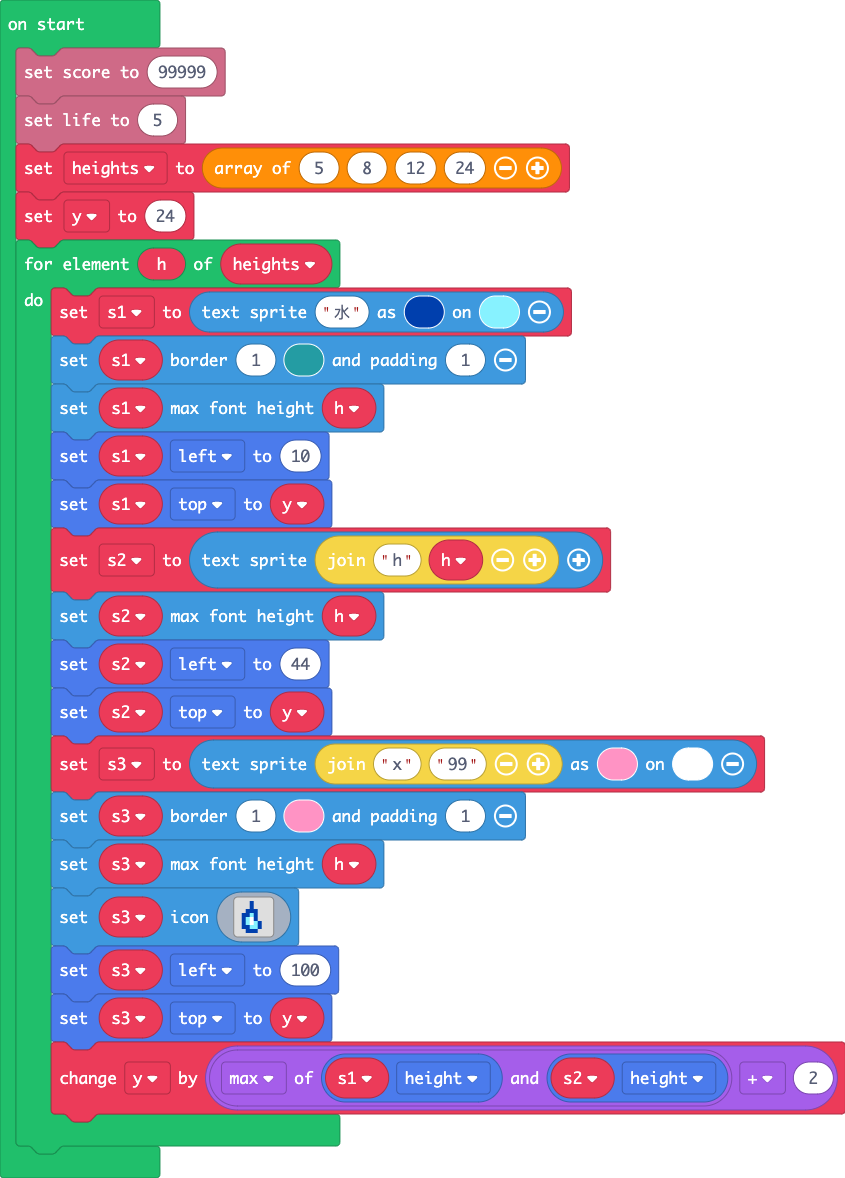 on start
set score to 99999
set life to 5
set heights to array of 5 8 12 24
set y to 24
for element h of heights
do
set s1 to text sprite "水" as on
set s1 border 1 and padding 1
set s1 max font height h
set s1 left to 10
set s1 top to y
set s2 to text sprite join "h" h
set s2 max font height h
set s2 left to 44
set s2 top to y
set s3 to text sprite join "x" "99" as on
set s3 border 1 and padding 1
set s3 max font height h
set s3 icon
set s3 left to 100
set s3 top to y
change y by max of s1 height and s2 height + 2